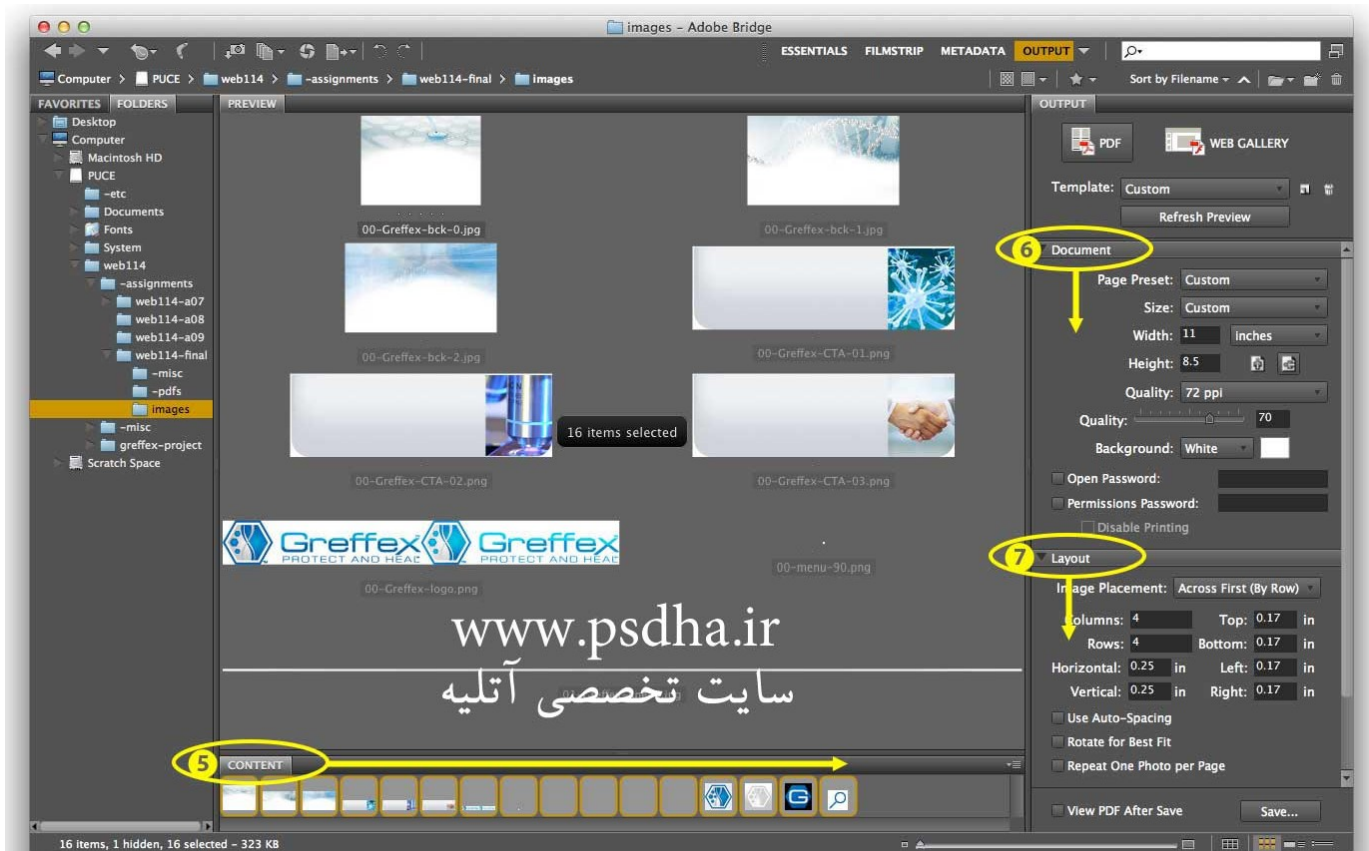 images – Adobe Bridge
ESSENTIALS FILMSTRIP METADATA OUTPUT
Computer > PUCE > web114 > -assignments > web114-final > images
Sort by Filename
FAVORITES FOLDERS
Desktop
Computer
Macintosh HD
PUCE
-etc
Documents
Fonts
System
web114
-assignments
web114-a07
web114-a08
web114-a09
web114-final
-misc
-pdfs
images
-misc
greffex-project
Scratch Space
PREVIEW
00-Greffex-bck-0.jpg
00-Greffex-bck-1.jpg
00-Greffex-bck-2.jpg
00-Greffex-CTA-01.png
00-Greffex-CTA-02.png
16 items selected
00-Greffex-CTA-03.png
Greffex Greffex
PROTECT AND HEAL PROTECT AND HEAL
00-Greffex-logo.png
00-menu-90.png
www.psdha.ir
سایت تخصصی آتلیه
5 CONTENT
G
OUTPUT
PDF WEB GALLERY
Template: Custom
Refresh Preview
6 Document
Page Preset: Custom
Size: Custom
Width: 11 Inches
Height: 8.5
Quality: 72 ppi
Quality: 70
Background: White
Open Password:
Permissions Password:
Disable Printing
7 Layout
Image Placement: Across First (By Row)
Columns: 4 Top: 0.17 in
Rows: 4 Bottom: 0.17 in
Horizontal: 0.25 in Left: 0.17 in
Vertical: 0.25 in Right: 0.17 in
Use Auto-Spacing
Rotate for Best Fit
Repeat One Photo per Page
View PDF After Save Save...
16 items, 1 hidden, 16 selected – 323 KB